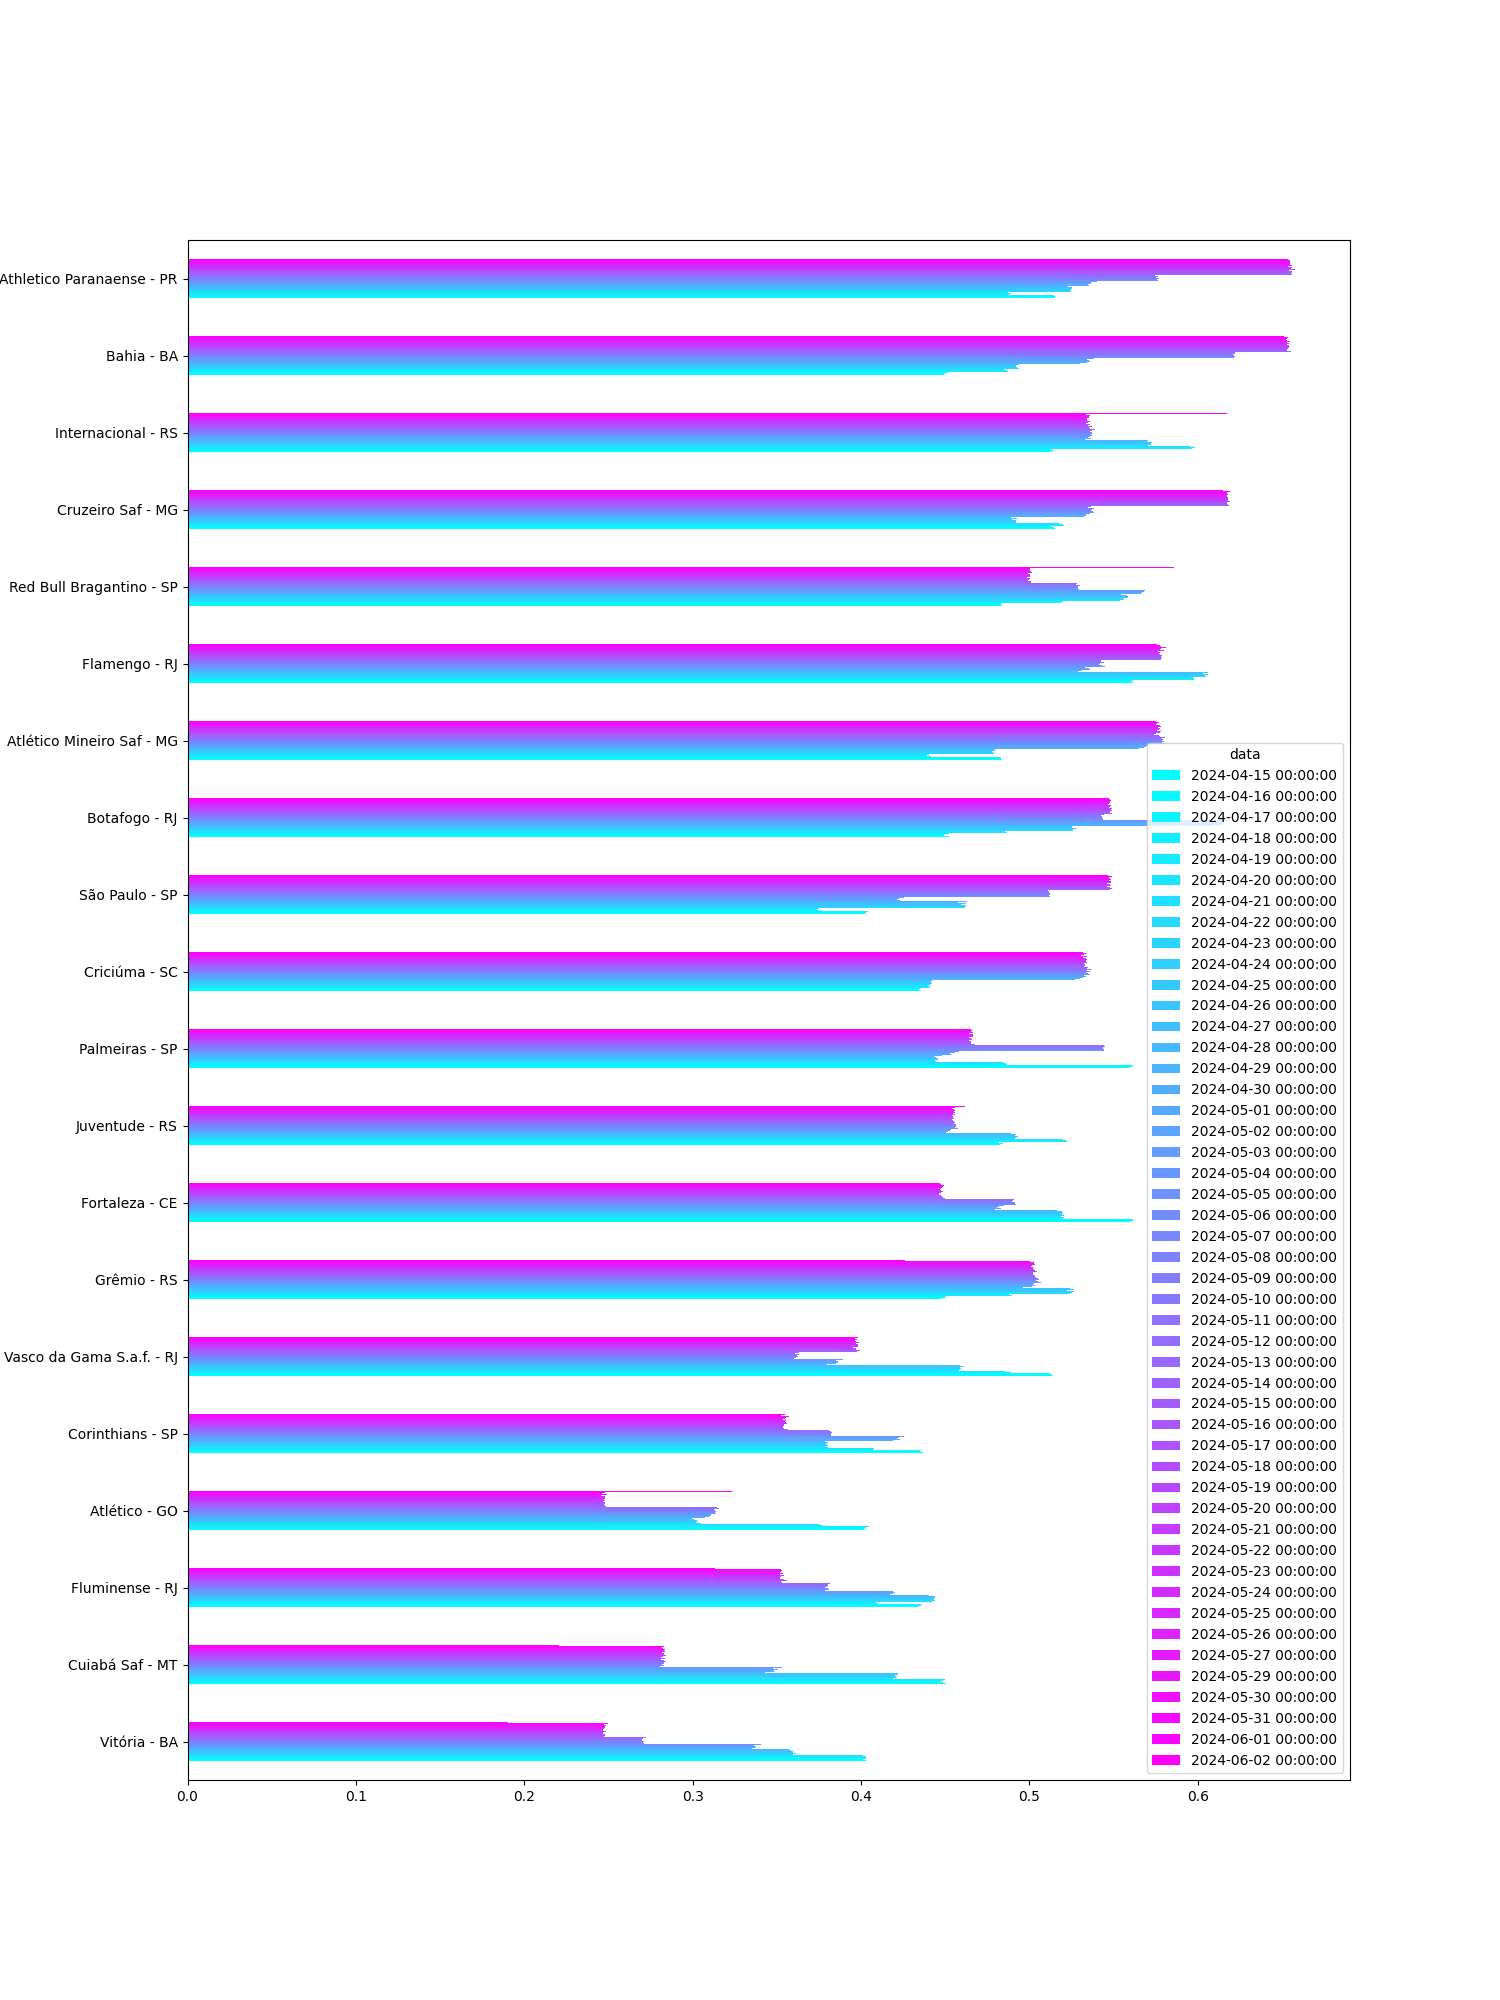 Athletico Paranaense - PR
Bahia - BA
Internacional - RS
Cruzeiro Saf - MG
Red Bull Bragantino - SP
Flamengo - RJ
Atlético Mineiro Saf - MG
Botafogo - RJ
São Paulo - SP
Criciúma - SC
Palmeiras - SP
Juventude - RS
Fortaleza - CE
Grêmio - RS
Vasco da Gama S.a.f. - RJ
Corinthians - SP
Atlético - GO
Fluminense - RJ
Cuiabá Saf - MT
Vitória - BA
0.0 0.1 0.2 0.3 0.4 0.5 0.6
data
2024-04-15 00:00:00
2024-04-16 00:00:00
2024-04-17 00:00:00
2024-04-18 00:00:00
2024-04-19 00:00:00
2024-04-20 00:00:00
2024-04-21 00:00:00
2024-04-22 00:00:00
2024-04-23 00:00:00
2024-04-24 00:00:00
2024-04-25 00:00:00
2024-04-26 00:00:00
2024-04-27 00:00:00
2024-04-28 00:00:00
2024-04-29 00:00:00
2024-04-30 00:00:00
2024-05-01 00:00:00
2024-05-02 00:00:00
2024-05-03 00:00:00
2024-05-04 00:00:00
2024-05-05 00:00:00
2024-05-06 00:00:00
2024-05-07 00:00:00
2024-05-08 00:00:00
2024-05-09 00:00:00
2024-05-10 00:00:00
2024-05-11 00:00:00
2024-05-12 00:00:00
2024-05-13 00:00:00
2024-05-14 00:00:00
2024-05-15 00:00:00
2024-05-16 00:00:00
2024-05-17 00:00:00
2024-05-18 00:00:00
2024-05-19 00:00:00
2024-05-20 00:00:00
2024-05-21 00:00:00
2024-05-22 00:00:00
2024-05-23 00:00:00
2024-05-24 00:00:00
2024-05-25 00:00:00
2024-05-26 00:00:00
2024-05-27 00:00:00
2024-05-29 00:00:00
2024-05-30 00:00:00
2024-05-31 00:00:00
2024-06-01 00:00:00
2024-06-02 00:00:00